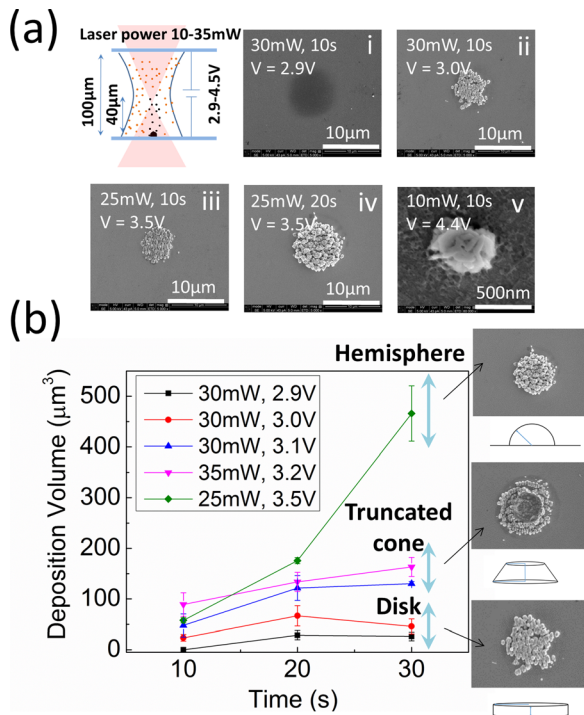 (a)
Laser power 10-35mW
100μm
40μm
2.9-4.5V
i
30mW, 10s
V = 2.9V
10μm
ii
30mW, 10s
V = 3.0V
10μm
iii
25mW, 10s
V = 3.5V
10μm
iv
25mW, 20s
V = 3.5V
10μm
v
10mW, 10s
V = 4.4V
500nm
(b)
Deposition Volume (μm³)
500
400
300
200
100
0
30mW, 2.9V
30mW, 3.0V
30mW, 3.1V
35mW, 3.2V
25mW, 3.5V
Hemisphere
Truncated
cone
Disk
10
20
30
Time (s)